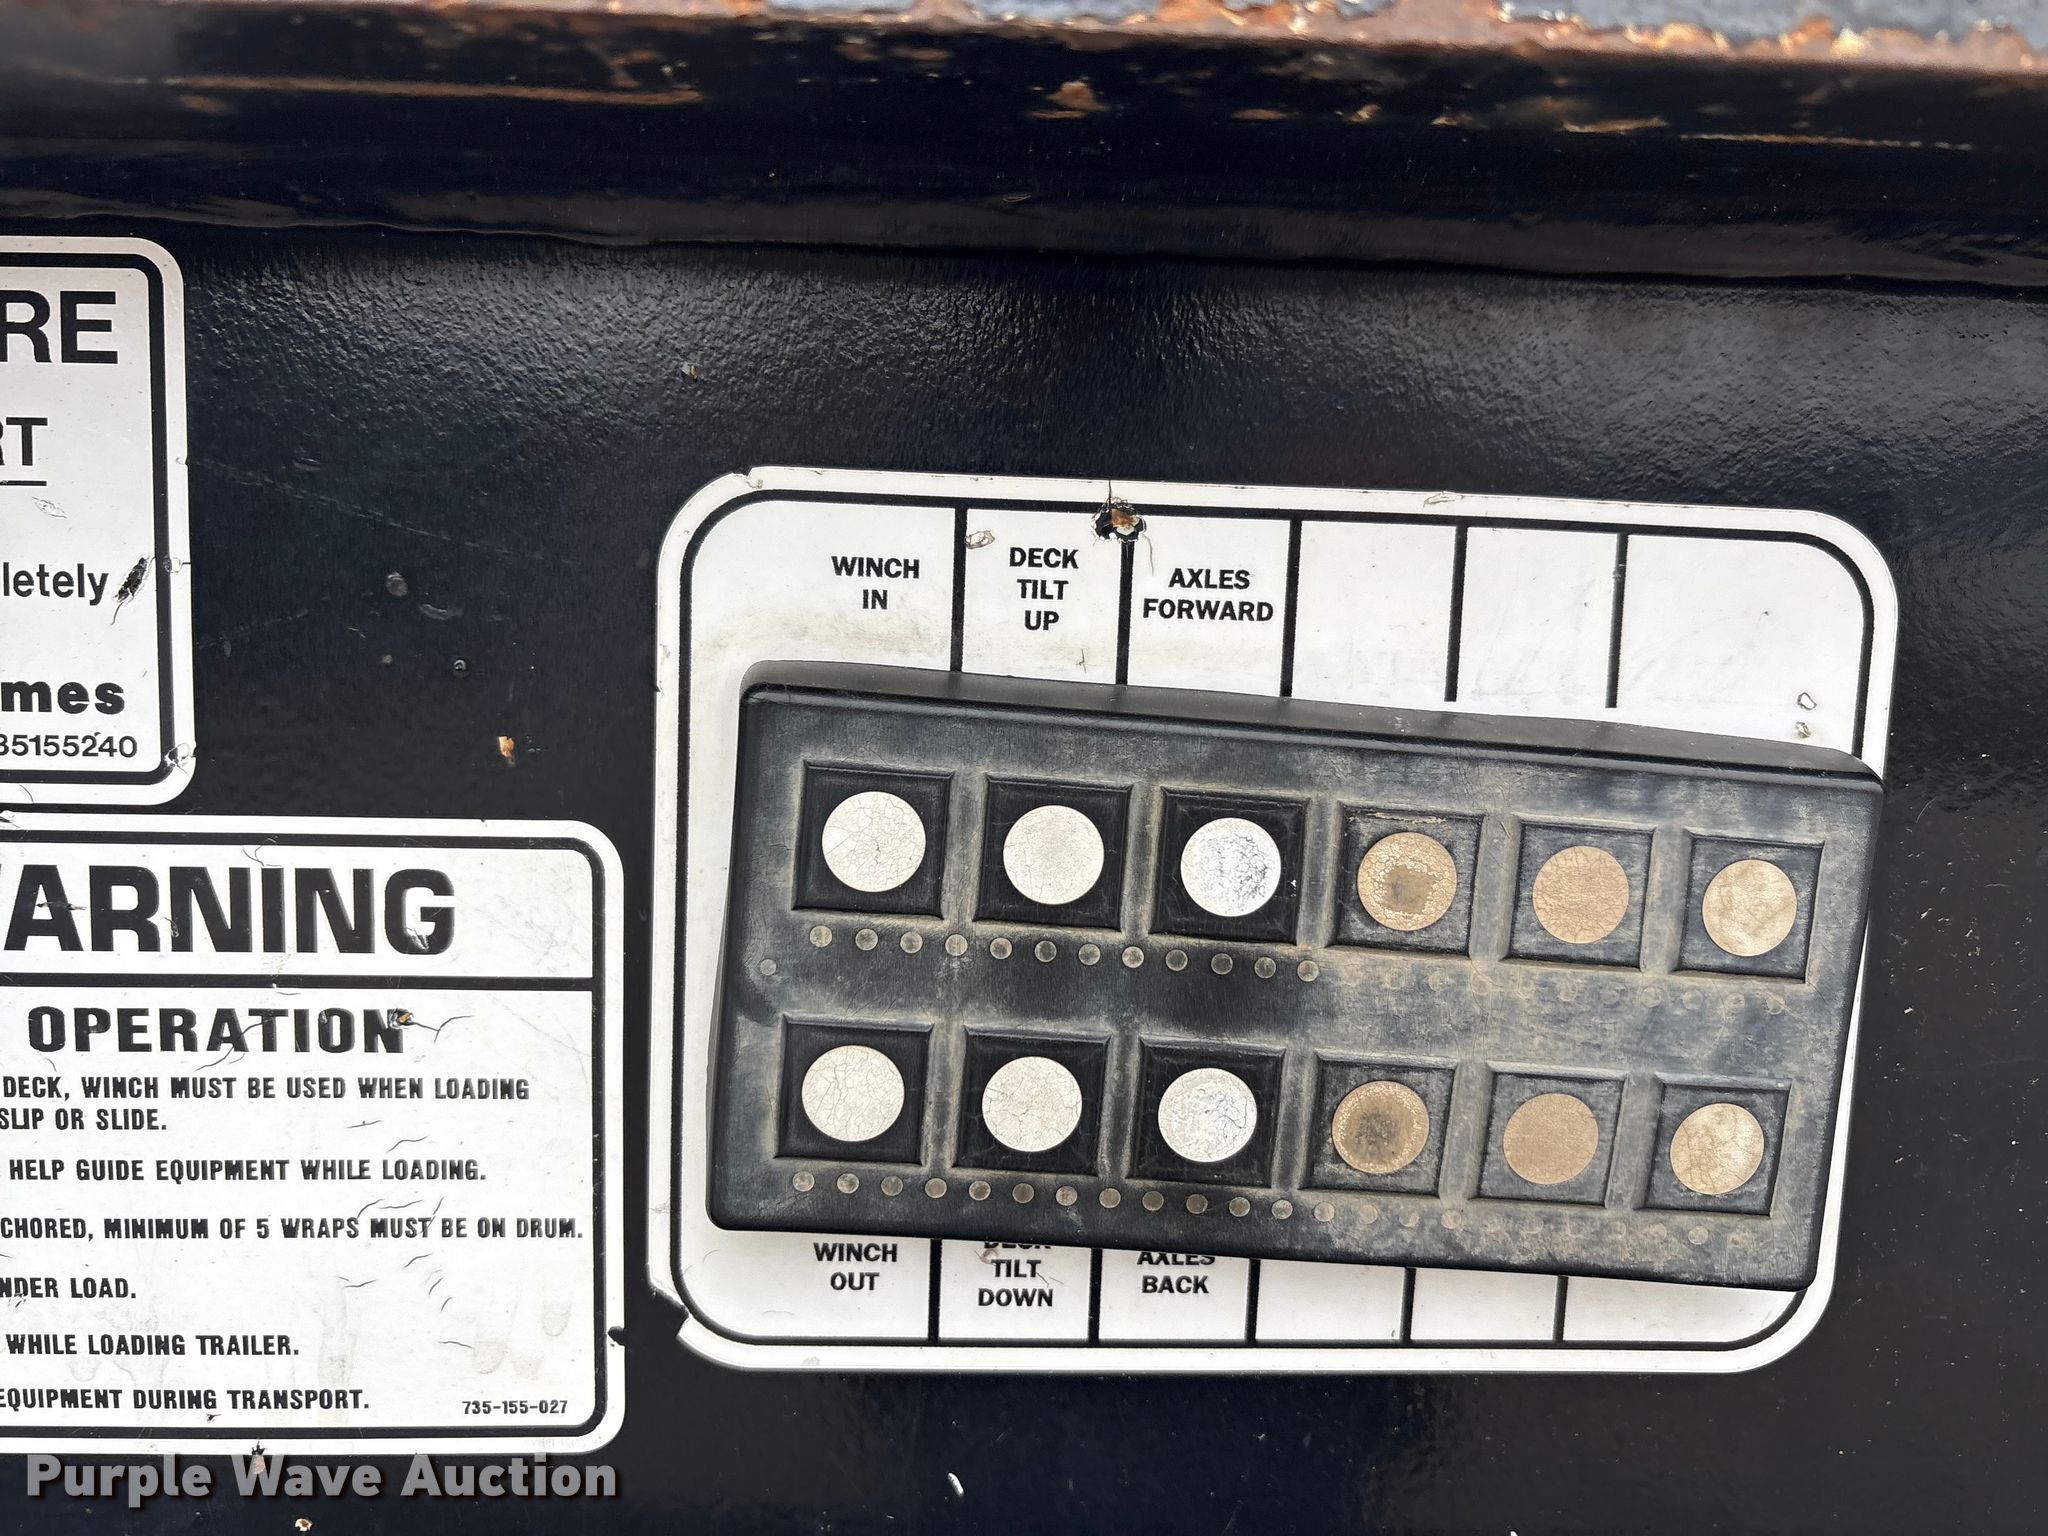 RE
RT
letely
mes
35155240
ARNING
OPERATION
DECK, WINCH MUST BE USED WHEN LOADING
SLIP OR SLIDE.
HELP GUIDE EQUIPMENT WHILE LOADING.
CHORED, MINIMUM OF 5 WRAPS MUST BE ON DRUM.
NDER LOAD.
WHILE LOADING TRAILER.
EQUIPMENT DURING TRANSPORT.
735-155-027
WINCH
IN
DECK
TILT
UP
AXLES
FORWARD
WINCH
OUT
DECK
TILT
DOWN
AXLES
BACK
Purple Wave Auction